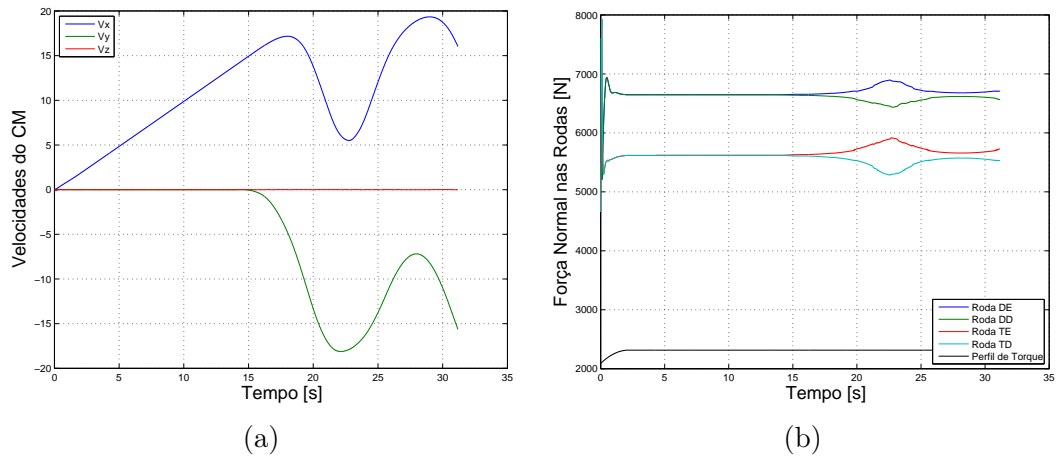 20
15
10
5
0
−5
−10
−15
−20
0
5
10
15
20
25
30
35
Tempo [s]
Velocidades do CM
Vx
Vy
Vz
(a)
8000
7000
6000
5000
4000
3000
2000
0
5
10
15
20
25
30
35
Tempo [s]
Força Normal nas Rodas [N]
Roda DE
Roda DD
Roda TE
Roda TD
Perfil de Torque
(b)